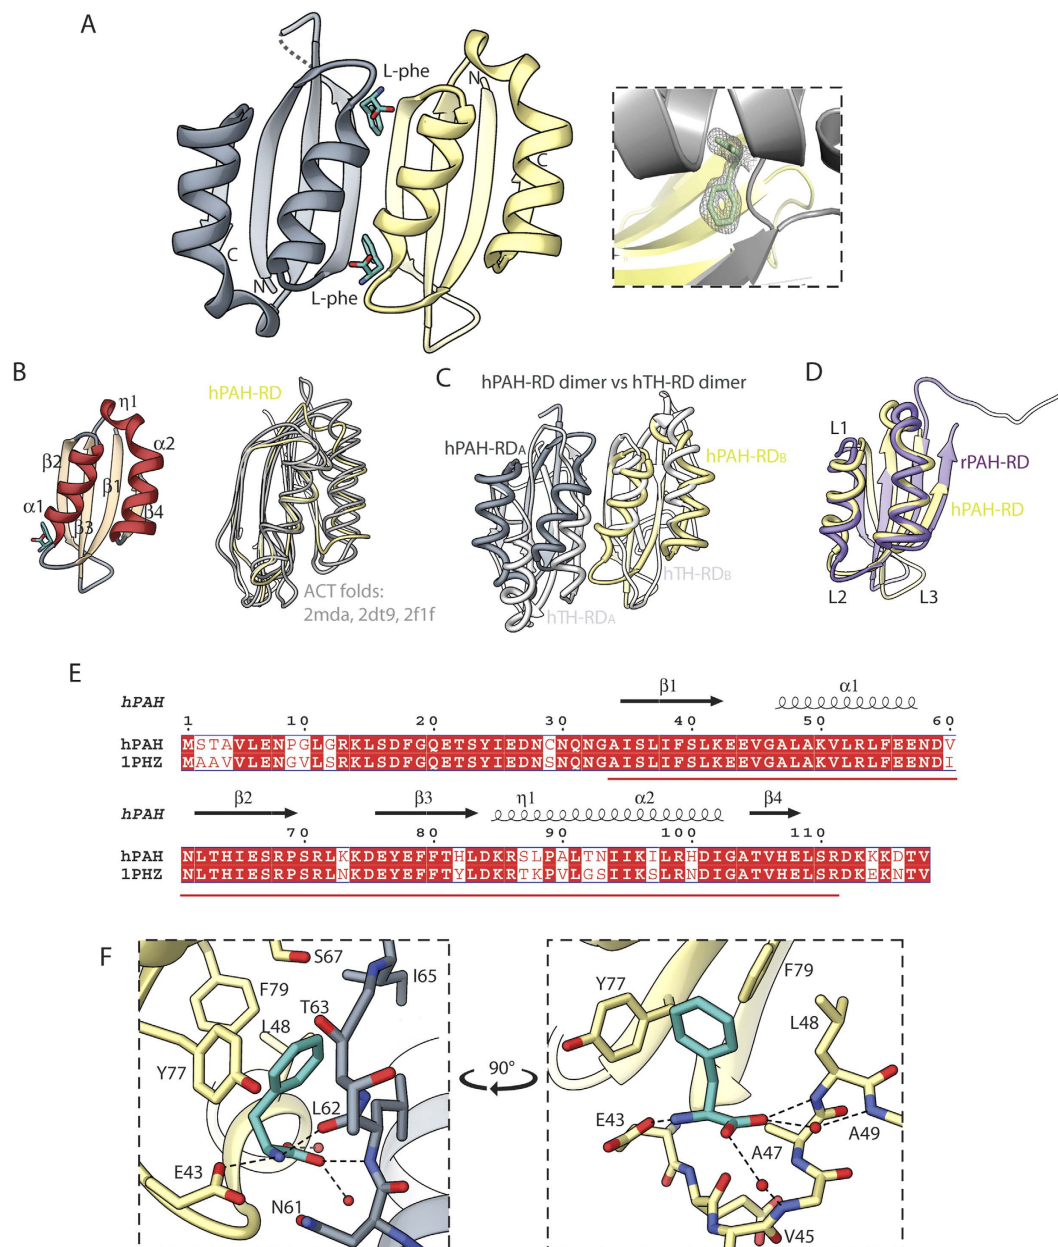 A
L-phe
N
C
C
N
L-phe
B
η1
hPAH-RD
β2
α2
β1
α1
β3
β4
ACT folds:
2mda, 2dt9, 2f1f
C
hPAH-RD dimer vs hTH-RD dimer
hPAH-RDA
hPAH-RDB
hTH-RDB
hTH-RDA
D
L1
rPAH-RD
hPAH-RD
L2
L3
E
hPAH
β1
α1
1 10 20 30 40 50 60
hPAH MSTAVLENPGLGRKLSDFGQETSYIEDNCNQNGAISLIFSLKEEVGALAKVLRLFEENDV
1PHZ MAAVVLENGVLSRKLSDFGQETSYIEDNSNQNGAISLIFSLKEEVGALAKVLRLFEENDI
hPAH
β2
β3
η1
α2
β4
70 80 90 100 110
hPAH NLTHIESRPSRLKKDEYEFFTHLDKRSLPALTNIIKILRHDIGATVHELSRDKKKDTV
1PHZ NLTHIESRPSRLNKDEYEFFTYLDKRTKPVLGSIIKSLRNDIGATVHELSRDKEKNTV
F
S67
I65
F79
T63
L48
Y77
L62
E43
N61
90°
F79
Y77
L48
E43
A47
A49
V45